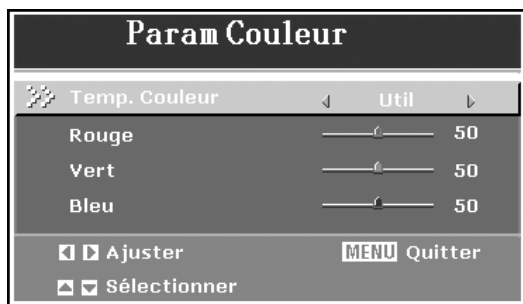 Param Couleur
Temp. Couleur Util
Rouge 50
Vert 50
Bleu 50
Ajuster MENU Quitter
Sélectionner